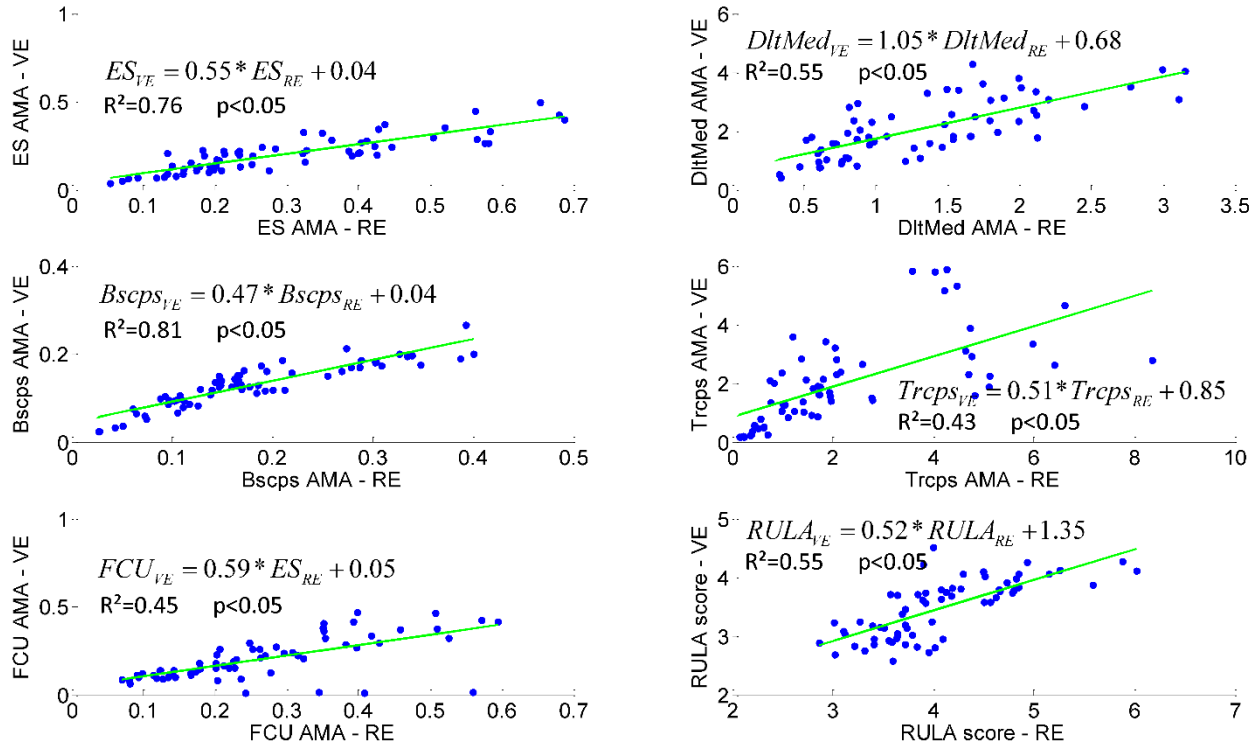 ES AMA - VE
1
0.5
0
ES_VE = 0.55 * ES_RE + 0.04
R²=0.76 p<0.05
0 0.1 0.2 0.3 0.4 0.5 0.6 0.7
ES AMA - RE
DltMed AMA - VE
6
4
2
0
DltMed_VE = 1.05 * DltMed_RE + 0.68
R²=0.55 p<0.05
0 0.5 1 1.5 2 2.5 3 3.5
DltMed AMA - RE
Bscps AMA - VE
0.4
0.2
0
Bscps_VE = 0.47 * Bscps_RE + 0.04
R²=0.81 p<0.05
0 0.1 0.2 0.3 0.4 0.5
Bscps AMA - RE
Trcps AMA - VE
6
4
2
0
Trcps_VE = 0.51* Trcps_RE + 0.85
R²=0.43 p<0.05
0 2 4 6 8 10
Trcps AMA - RE
FCU AMA - VE
1
0.5
0
FCU_VE = 0.59 * ES_RE + 0.05
R²=0.45 p<0.05
0 0.1 0.2 0.3 0.4 0.5 0.6 0.7
FCU AMA - RE
RULA score - VE
5
4
3
2
RULA_VE = 0.52 * RULA_RE +1.35
R²=0.55 p<0.05
2 3 4 5 6 7
RULA score - RE